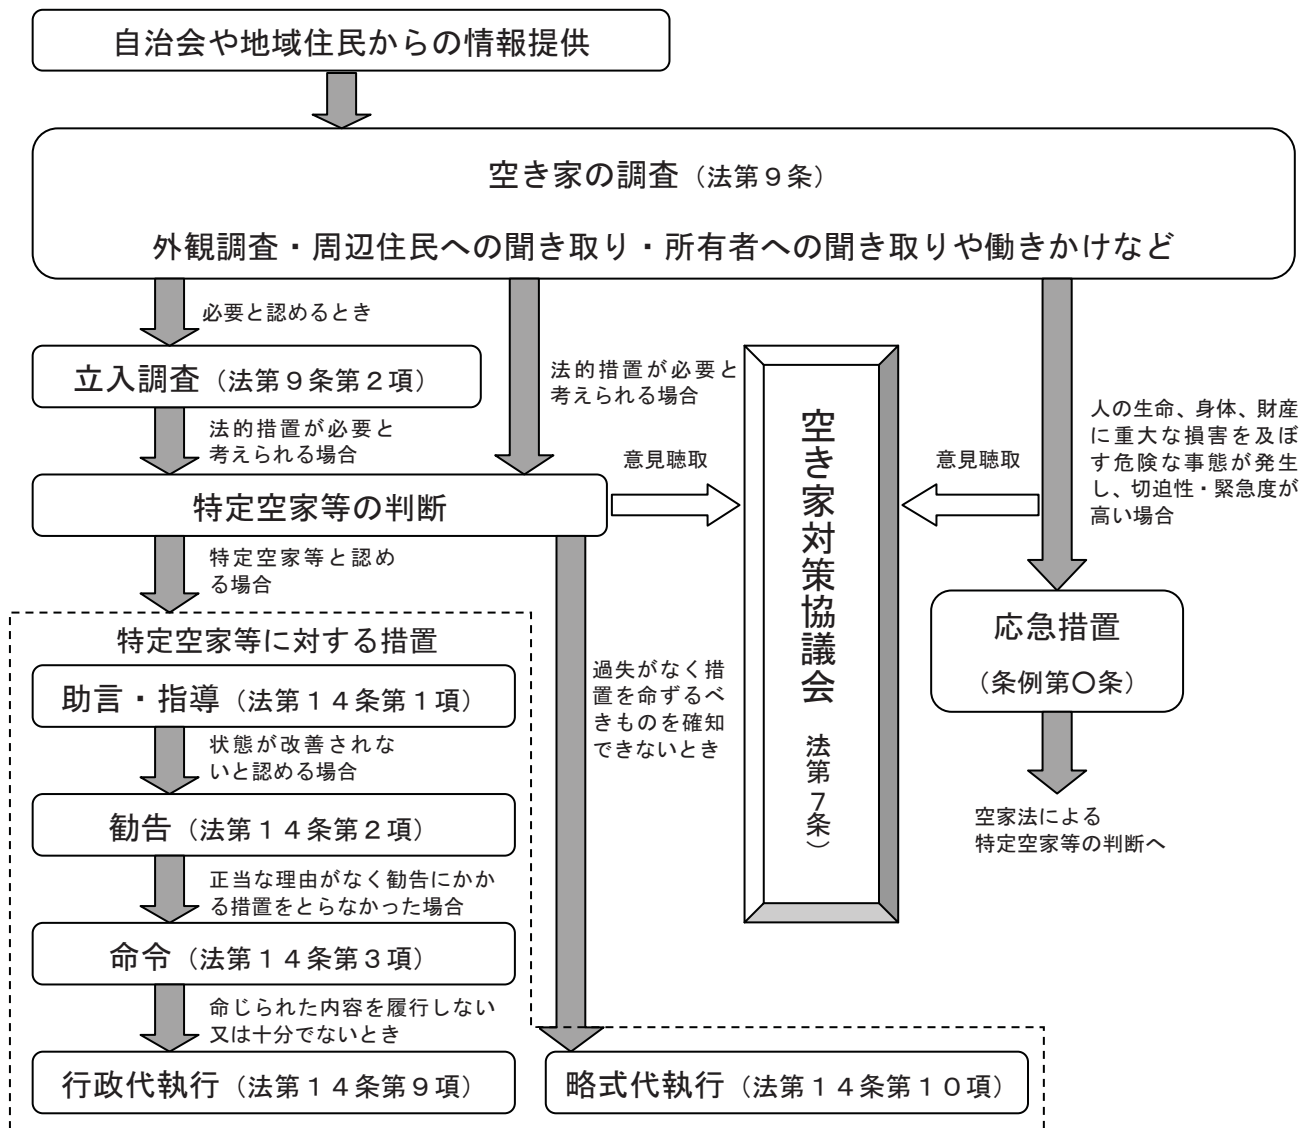 自治会や地域住民からの情報提供
空き家の調査（法第９条）
外観調査・周辺住民への聞き取り・所有者への聞き取りや働きかけなど
必要と認めるとき
立入調査（法第９条第２項）
法的措置が必要と
考えられる場合
法的措置が必要と
考えられる場合
特定空家等の判断
意見聴取
空き家対策協議会（法第７条）
意見聴取
人の生命、身体、財産
に重大な損害を及ぼ
す危険な事態が発生
し、切迫性・緊急度が
高い場合
特定空家等と認め
る場合
特定空家等に対する措置
助言・指導（法第１４条第１項）
状態が改善されな
いと認める場合
勧告（法第１４条第２項）
正当な理由がなく勧告にかか
る措置をとらなかった場合
命令（法第１４条第３項）
命じられた内容を履行しない
又は十分でないとき
行政代執行（法第１４条第９項）
過失がなく措
置を命ずるべ
きものを確知
できないとき
略式代執行（法第１４条第１０項）
応急措置
（条例第〇条）
空家法による
特定空家等の判断へ